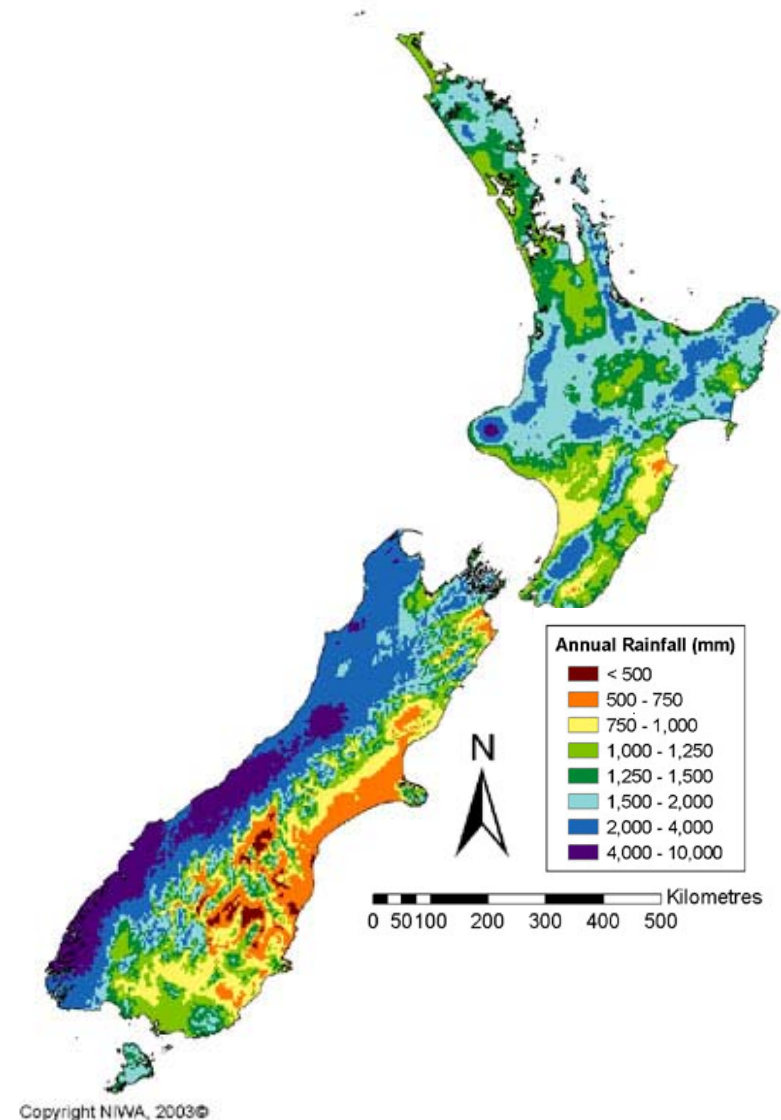 Annual Rainfall (mm)
< 500
500 - 750
750 - 1,000
1,000 - 1,250
1,250 - 1,500
1,500 - 2,000
2,000 - 4,000
4,000 - 10,000
N
Kilometres
0 50 100 200 300 400 500
Copyright NIWA, 2003©